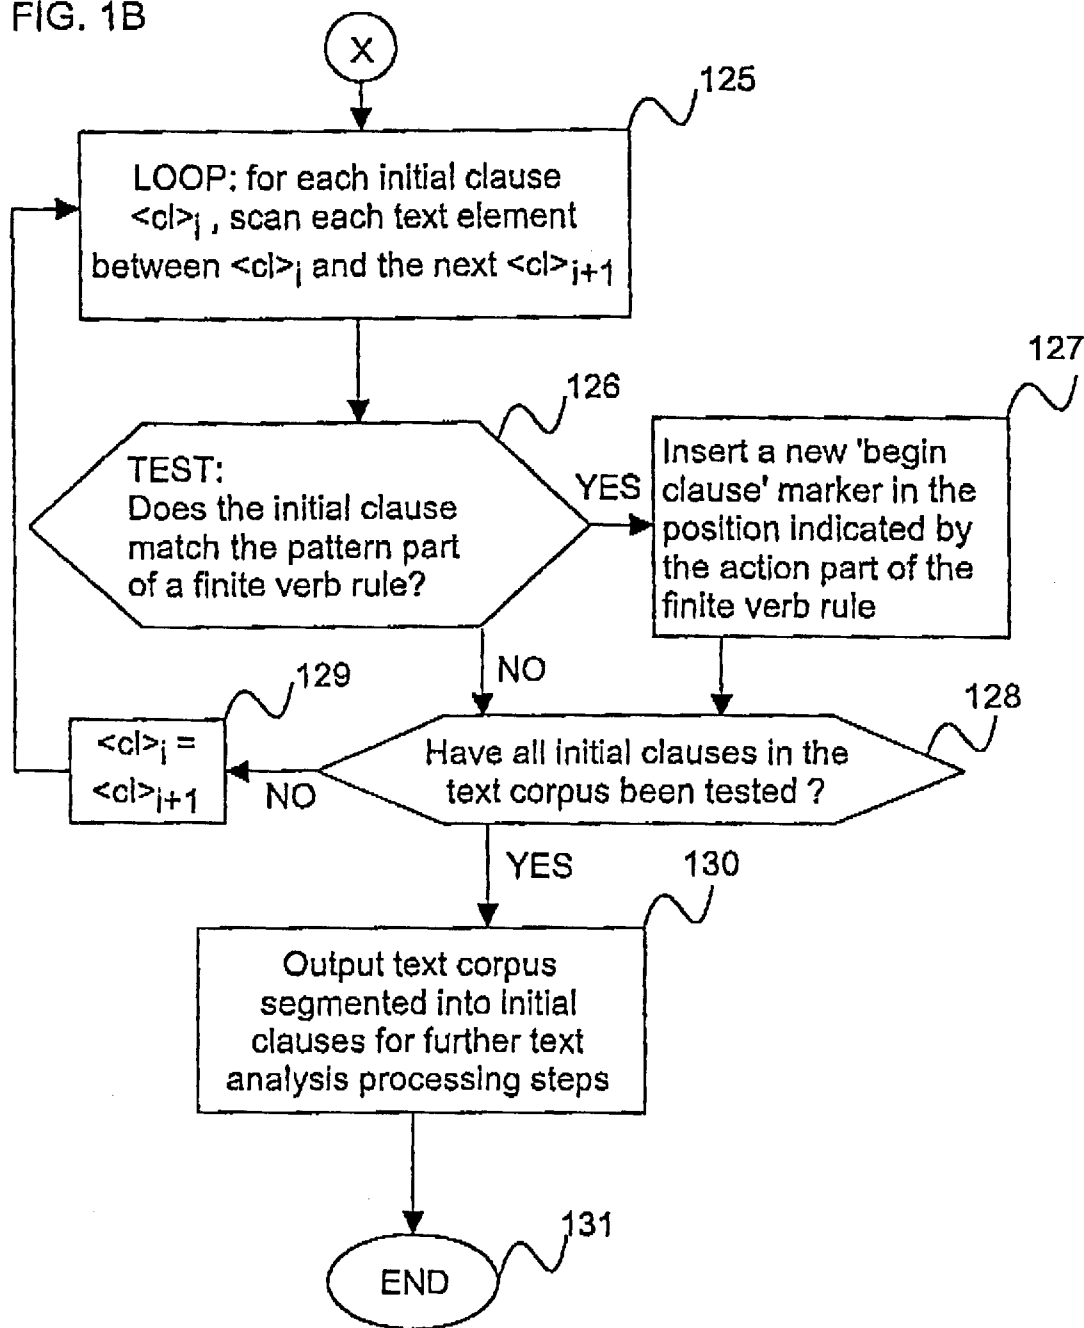 FIG. 1B
X
125
LOOP: for each initial clause
<cl>i , scan each text element
between <cl>i and the next <cl>i+1
126
TEST:
Does the initial clause
match the pattern part
of a finite verb rule?
YES
127
Insert a new 'begin
clause' marker in the
position indicated by
the action part of the
finite verb rule
NO
129
<cl>i =
<cl>i+1
NO
128
Have all initial clauses in the
text corpus been tested ?
YES
130
Output text corpus
segmented into initial
clauses for further text
analysis processing steps
131
END